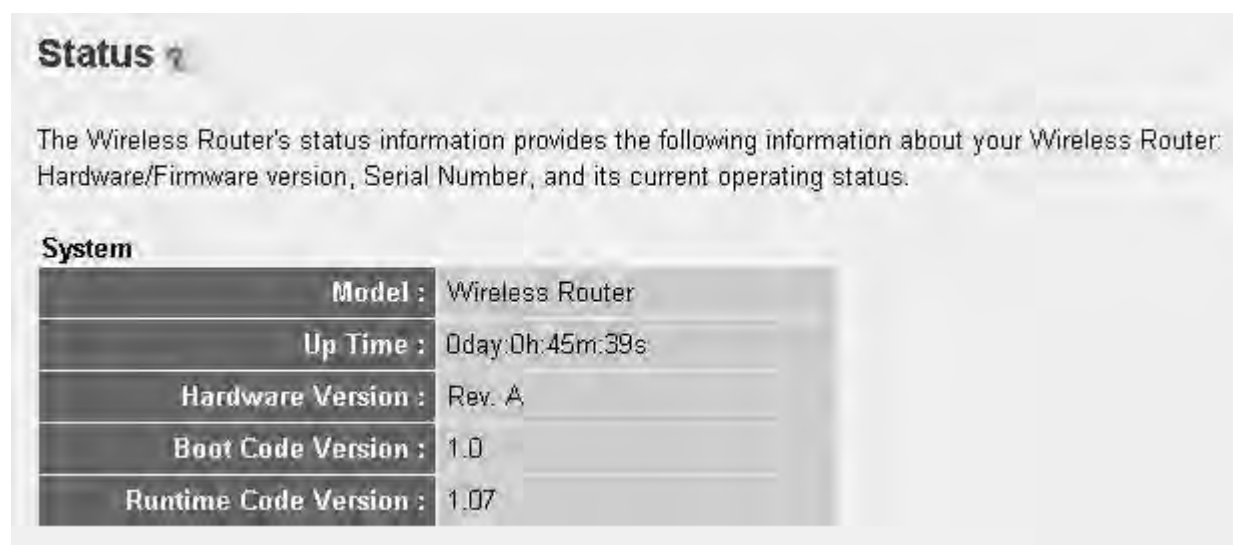 Status ?
The Wireless Router's status information provides the following information about your Wireless Router:
Hardware/Firmware version, Serial Number, and its current operating status.
System
Model : Wireless Router
Up Time : 0day:0h:45m:39s
Hardware Version : Rev. A
Boot Code Version : 1.0
Runtime Code Version : 1.07